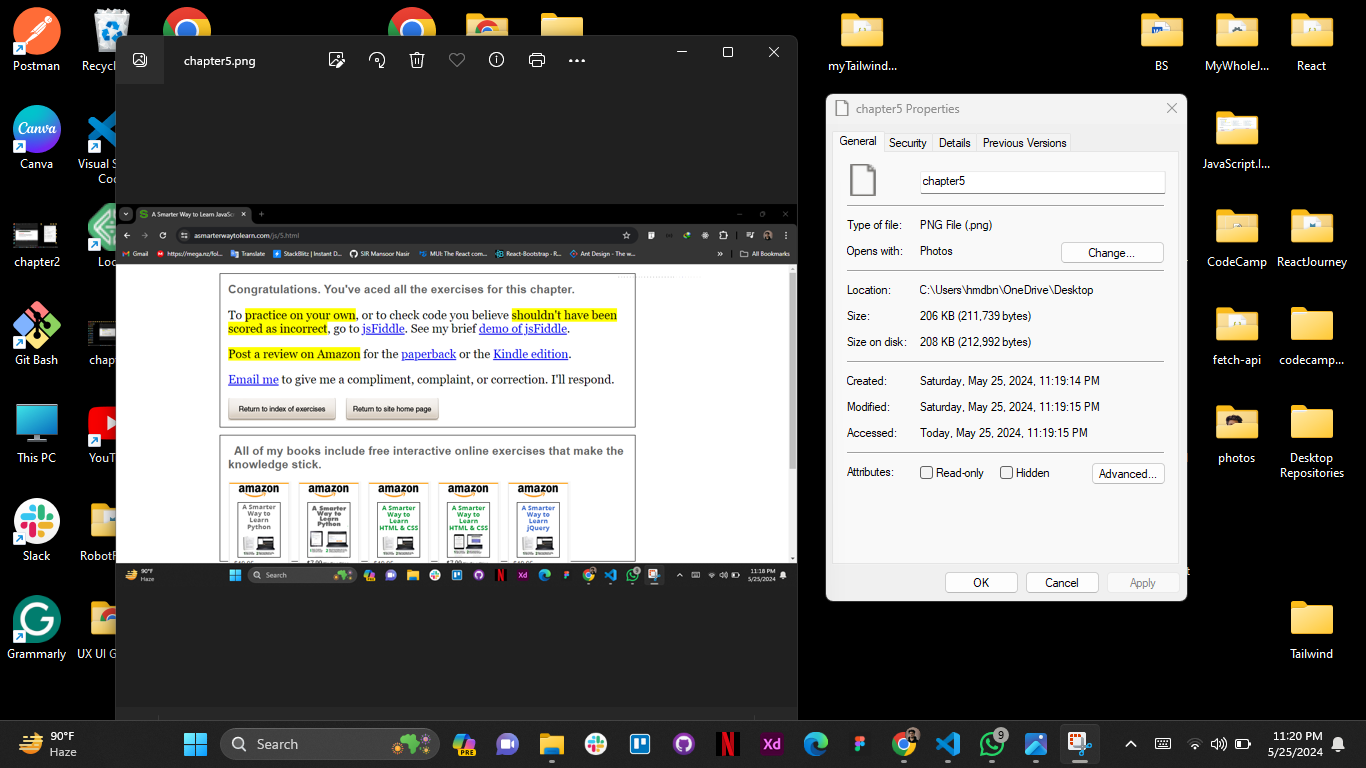 Postman
Recyc
myTailwind...
BS
MyWholeJ...
React
chapter5.png
chapter5 Properties
General
Security
Details
Previous Versions
chapter5
Type of file:
PNG File (.png)
Opens with:
Photos
Change...
Location:
C:\Users\hmdbn\OneDrive\Desktop
Size:
206 KB (211,739 bytes)
Size on disk:
208 KB (212,992 bytes)
Created:
Saturday, May 25, 2024, 11:19:14 PM
Modified:
Saturday, May 25, 2024, 11:19:15 PM
Accessed:
Today, May 25, 2024, 11:19:15 PM
Attributes:
Read-only
Hidden
Advanced...
OK
Cancel
Apply
Canva
Canva
Visual S
Co
JavaScript.I...
chapter2
Loo
CodeCamp
ReactJourney
Git Bash
chap
fetch-api
codecamp...
This PC
YouT
photos
Desktop
Repositories
Slack
RobotF
Grammarly
UX UI G
Tailwind
A Smarter Way to Learn JavaSc
asmarterwaytolearn.com/js/5.html
Gmail
https://mega.nz/fol...
Translate
StackBlitz | Instant D...
SIR Mansoor Nasir
MUI: The React com...
React-Bootstrap · R...
Ant Design - The w...
All Bookmarks
Congratulations. You've aced all the exercises for this chapter.
To practice on your own, or to check code you believe shouldn't have been
scored as incorrect, go to jsFiddle. See my brief demo of jsFiddle.
Post a review on Amazon for the paperback or the Kindle edition.
Email me to give me a compliment, complaint, or correction. I'll respond.
Return to index of exercises
Return to site home page
All of my books include free interactive online exercises that make the
knowledge stick.
amazon
A Smarter
Way to
Learn
Python
amazon
A Smarter
Way to
Learn
Python
amazon
A Smarter
Way to
Learn
HTML & CSS
amazon
A Smarter
Way to
Learn
HTML & CSS
amazon
A Smarter
Way to
Learn
jQuery
90°F
Haze
Search
Xd
11:18 PM
5/25/2024
90°F
Haze
Search
PRE
Xd
9
11:20 PM
5/25/2024